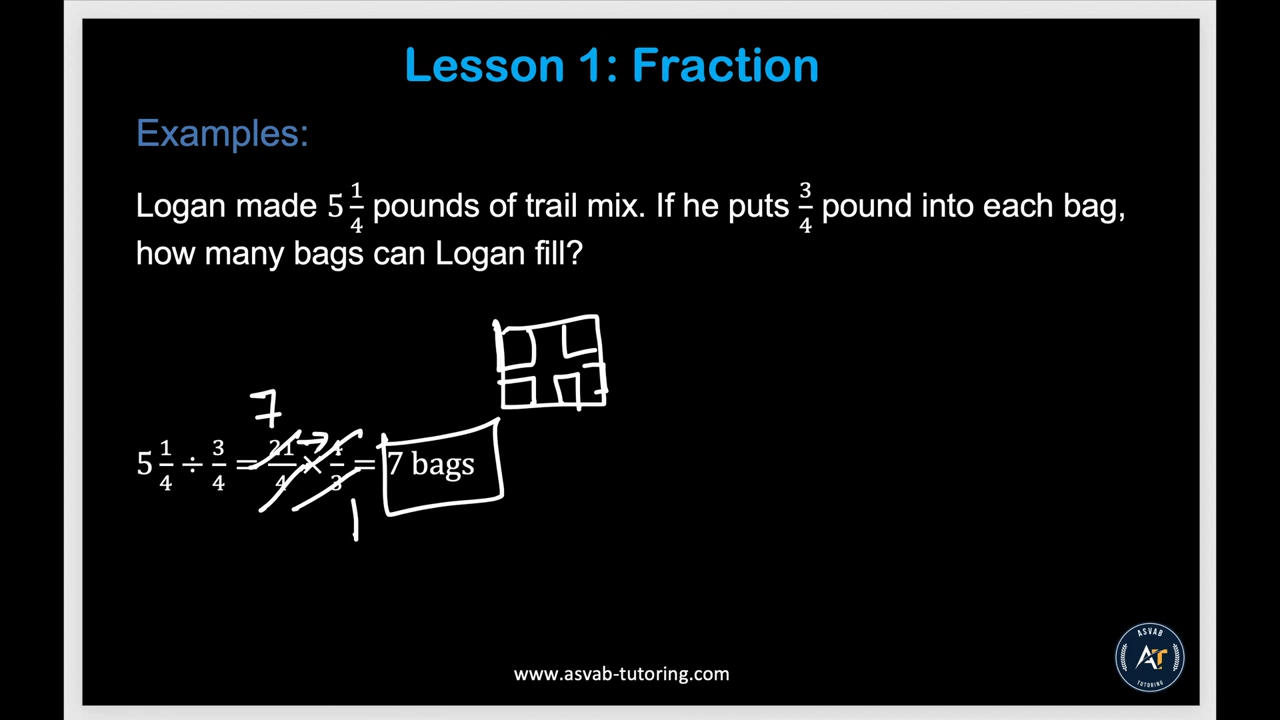 Lesson 1: Fraction
Examples:
Logan made 5 1/4 pounds of trail mix. If he puts 3/4 pound into each bag,
how many bags can Logan fill?
7
5 1/4 ÷ 3/4 = 21/4 × 4/3 = 7 bags
1
ASVAB
AT
TUTORING
www.asvab-tutoring.com